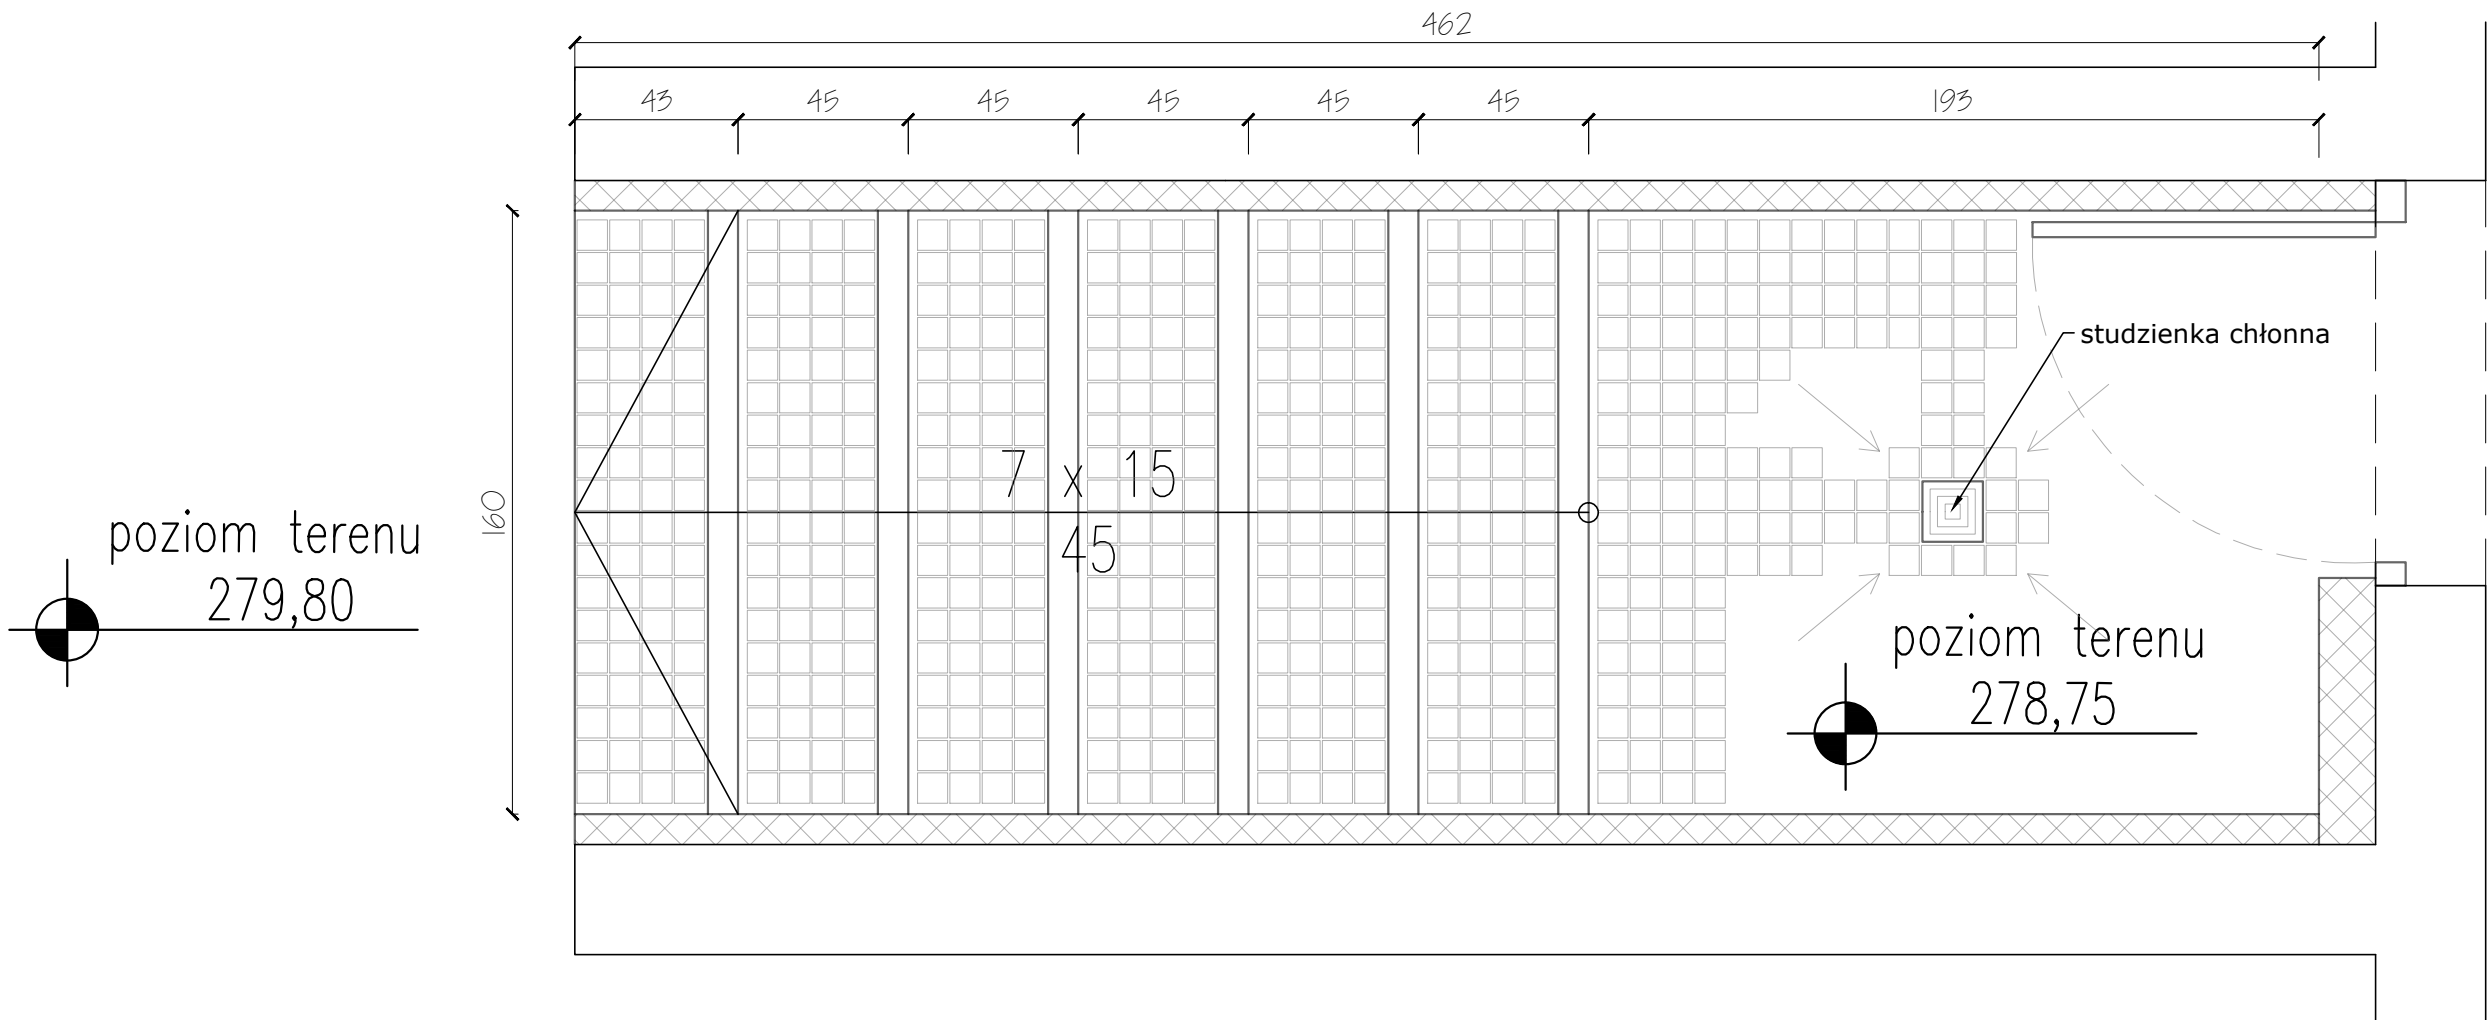 462
43 45 45 45 45 45 193
studzienka chłonna
7 x 15
45
160
poziom terenu
279,80
poziom terenu
278,75